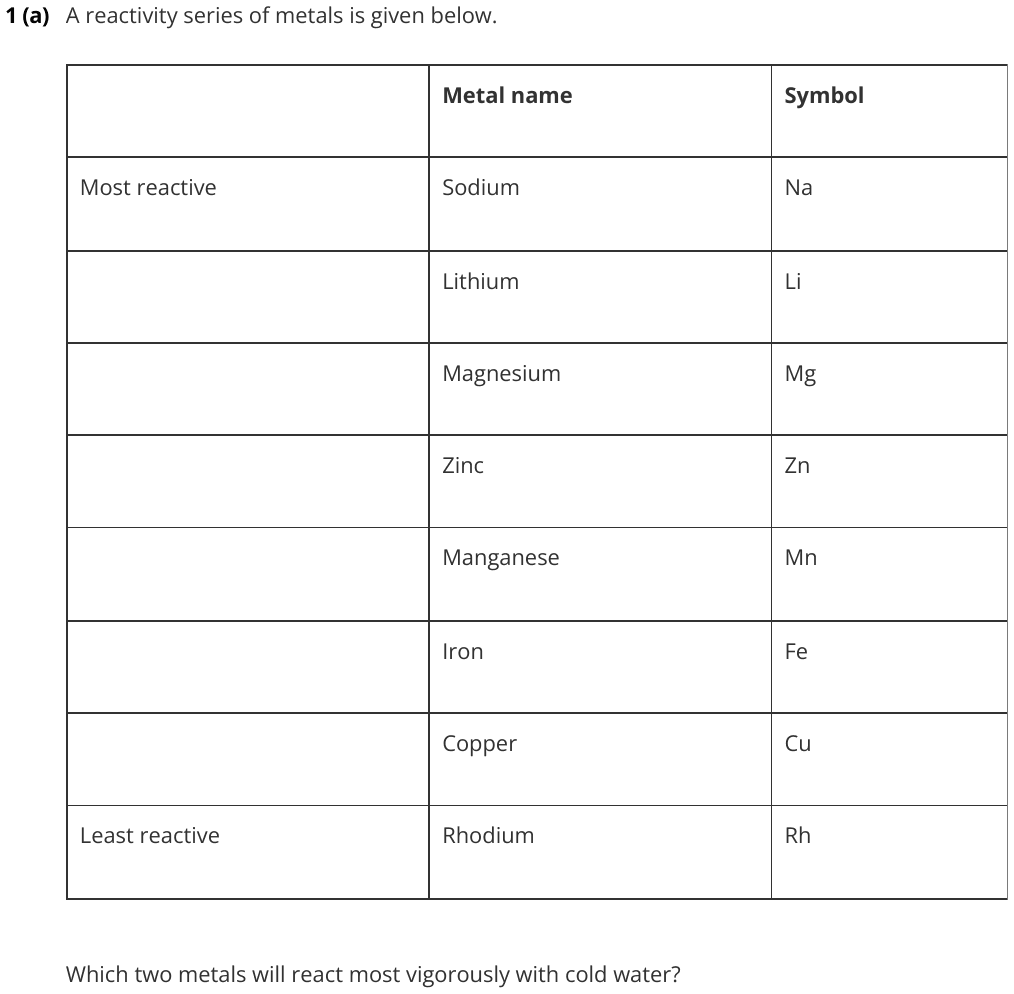 1 (a) A reactivity series of metals is given below.
Metal name Symbol
Most reactive Sodium Na
Lithium Li
Magnesium Mg
Zinc Zn
Manganese Mn
Iron Fe
Copper Cu
Least reactive Rhodium Rh
Which two metals will react most vigorously with cold water?